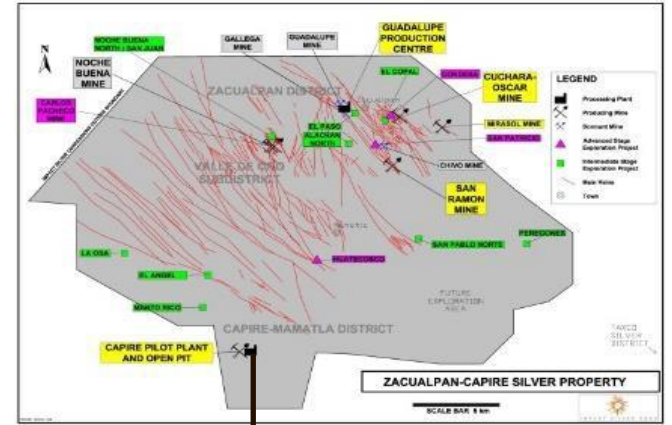 N
NOCHE BUENA
NORTH / SAN JUAN
NOCHE
BUENA
MINE
CARLOS
PACHECO
MINE
GALLEGA
MINE
GUADALUPE
MINE
GUADALUPE
PRODUCTION
CENTRE
EL COPAL
CUCHARA-
OSCAR
MINE
MIRASOL MINE
SAN PATRICIO
CHIVO MINE
SAN
RAMON
MINE
ZACUALPAN DISTRICT
EL PASO
ALACRAN
NORTH
VALLE DE ORO
SUBDISTRICT
LEGEND
Processing Plant
Producing Mine
Dormant Mine
Advanced Stage
Exploration Project
Intermediate Stage
Exploration Project
Main Veins
Town
SAN PABLO NORTE
PEREGONES
LA OSA
EL ANGEL
MANTO RICO
HUATECOSCO
FUTURE
EXPLORATION
AREA
TAXCO
SILVER
DISTRICT
CAPIRE-MAMATLA DISTRICT
CAPIRE PILOT PLANT
AND OPEN PIT
ZACUALPAN-CAPIRE SILVER PROPERTY
SCALE BAR 5 km